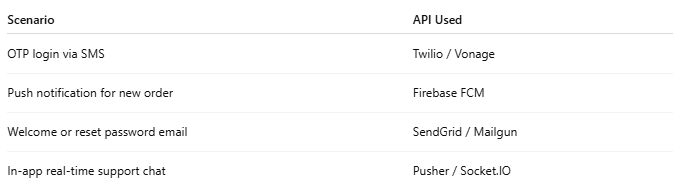 Scenario API Used
OTP login via SMS Twilio / Vonage
Push notification for new order Firebase FCM
Welcome or reset password email SendGrid / Mailgun
In-app real-time support chat Pusher / Socket.IO